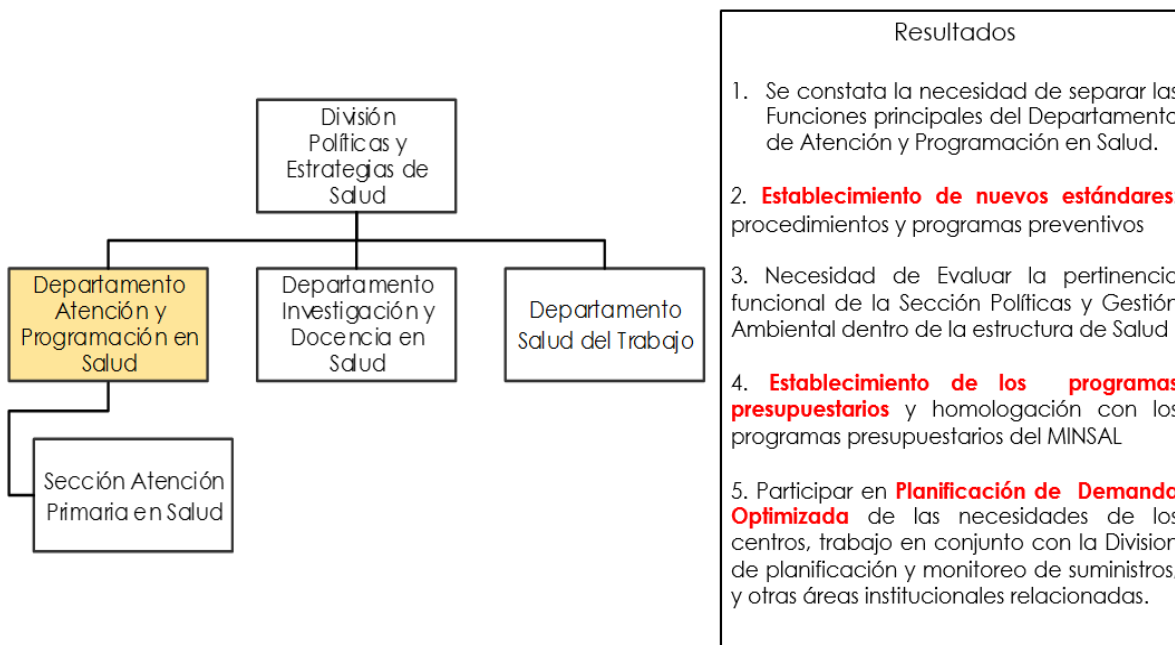 División
Políticas y
Estrategias de
Salud
Departamento
Atención y
Programación en
Salud
Departamento
Investigación y
Docencia en
Salud
Departamento
Salud del Trabajo
Sección Atención
Primaria en Salud
Resultados
1. Se constata la necesidad de separar las
Funciones principales del Departamento
de Atención y Programación en Salud.
2. Establecimiento de nuevos estándares,
procedimientos y programas preventivos
3. Necesidad de Evaluar la pertinencia
funcional de la Sección Políticas y Gestión
Ambiental dentro de la estructura de Salud
4. Establecimiento de los programas
presupuestarios y homologación con los
programas presupuestarios del MINSAL
5. Participar en Planificación de Demanda
Optimizada de las necesidades de los
centros, trabajo en conjunto con la Division
de planificación y monitoreo de suministros,
y otras áreas institucionales relacionadas.